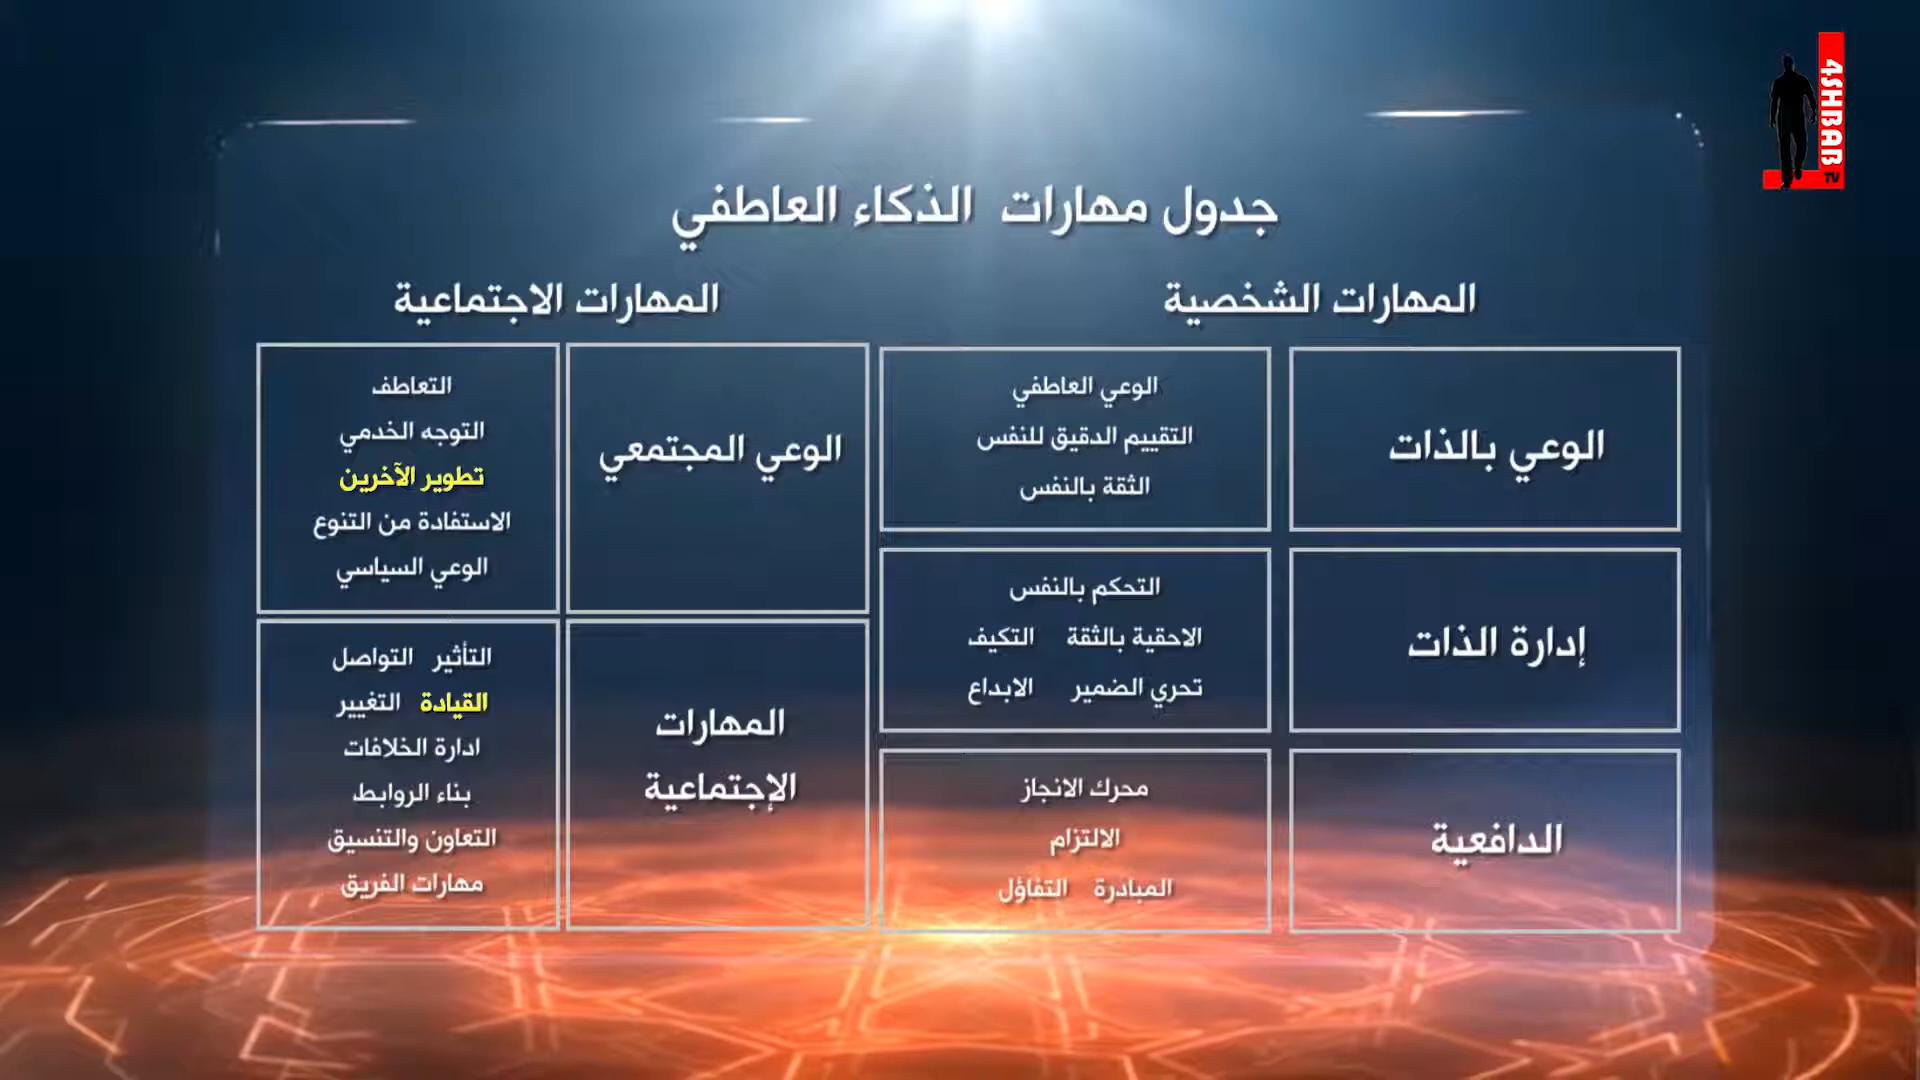 4SHBAB
TV
جدول مهارات الذكاء العاطفي
المهارات الشخصية
الوعي بالذات
الوعي العاطفي
التقييم الدقيق للنفس
الثقة بالنفس
إدارة الذات
التحكم بالنفس
الاحقية بالثقة التكيف
تحري الضمير الابداع
الدافعية
محرك الانجاز
الالتزام
المبادرة التفاؤل
المهارات الاجتماعية
الوعي المجتمعي
التعاطف
التوجه الخدمي
تطوير الآخرين
الاستفادة من التنوع
الوعي السياسي
المهارات
الإجتماعية
التأثير التواصل
القيادة التغيير
ادارة الخلافات
بناء الروابط
التعاون والتنسيق
مهارات الفريق